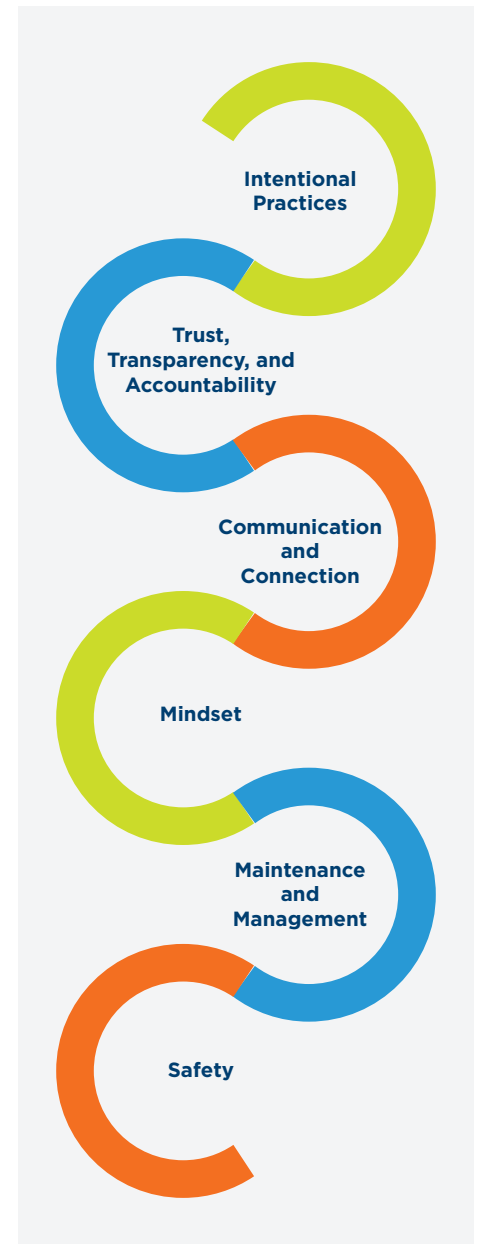 Intentional
Practices
Trust,
Transparency, and
Accountability
Communication
and
Connection
Mindset
Maintenance
and
Management
Safety